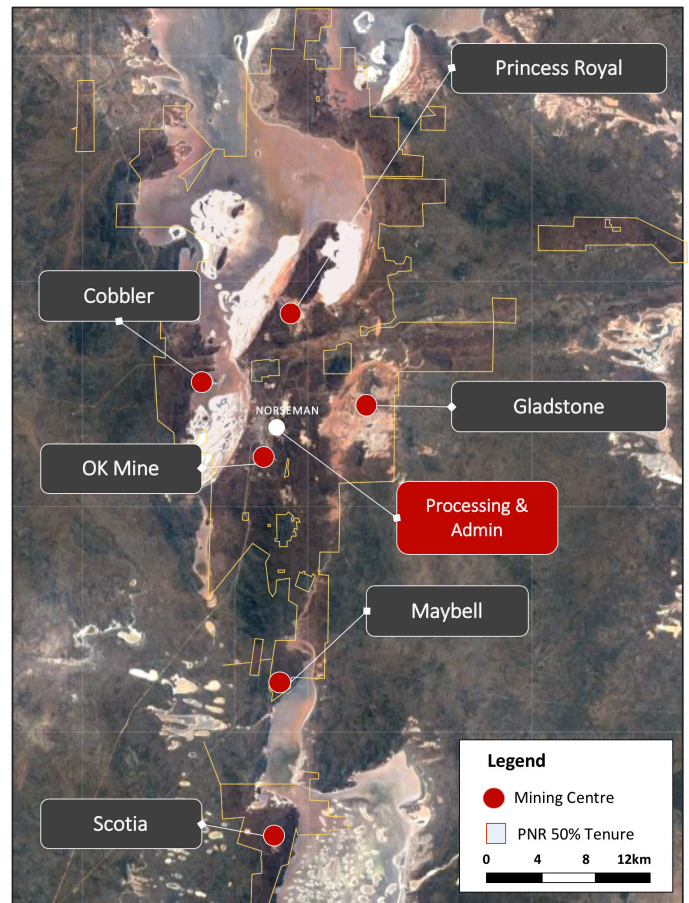 Princess Royal
Cobbler
NORSEMAN
Gladstone
OK Mine
Processing &
Admin
Maybell
Scotia
Legend
Mining Centre
PNR 50% Tenure
0 4 8 12km